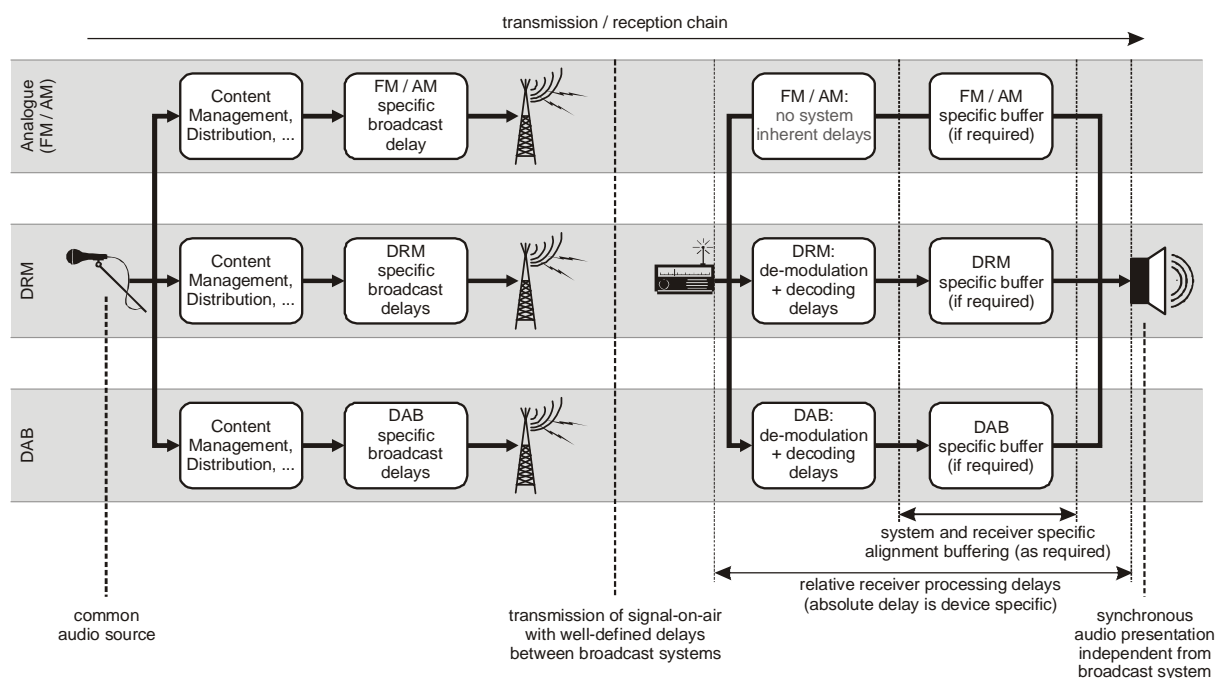 transmission / reception chain
Analogue
(FM / AM)
Content
Management,
Distribution, ...
FM / AM
specific
broadcast
delay
FM / AM:
no system
inherent delays
FM / AM
specific buffer
(if required)
DRM
Content
Management,
Distribution, ...
DRM
specific
broadcast
delays
DRM:
de-modulation
+ decoding
delays
DRM
specific buffer
(if required)
DAB
Content
Management,
Distribution, ...
DAB
specific
broadcast
delays
DAB:
de-modulation
+ decoding
delays
DAB
specific buffer
(if required)
system and receiver specific
alignment buffering (as required)
relative receiver processing delays
(absolute delay is device specific)
common
audio source
transmission of signal-on-air
with well-defined delays
between broadcast systems
synchronous
audio presentation
independent from
broadcast system